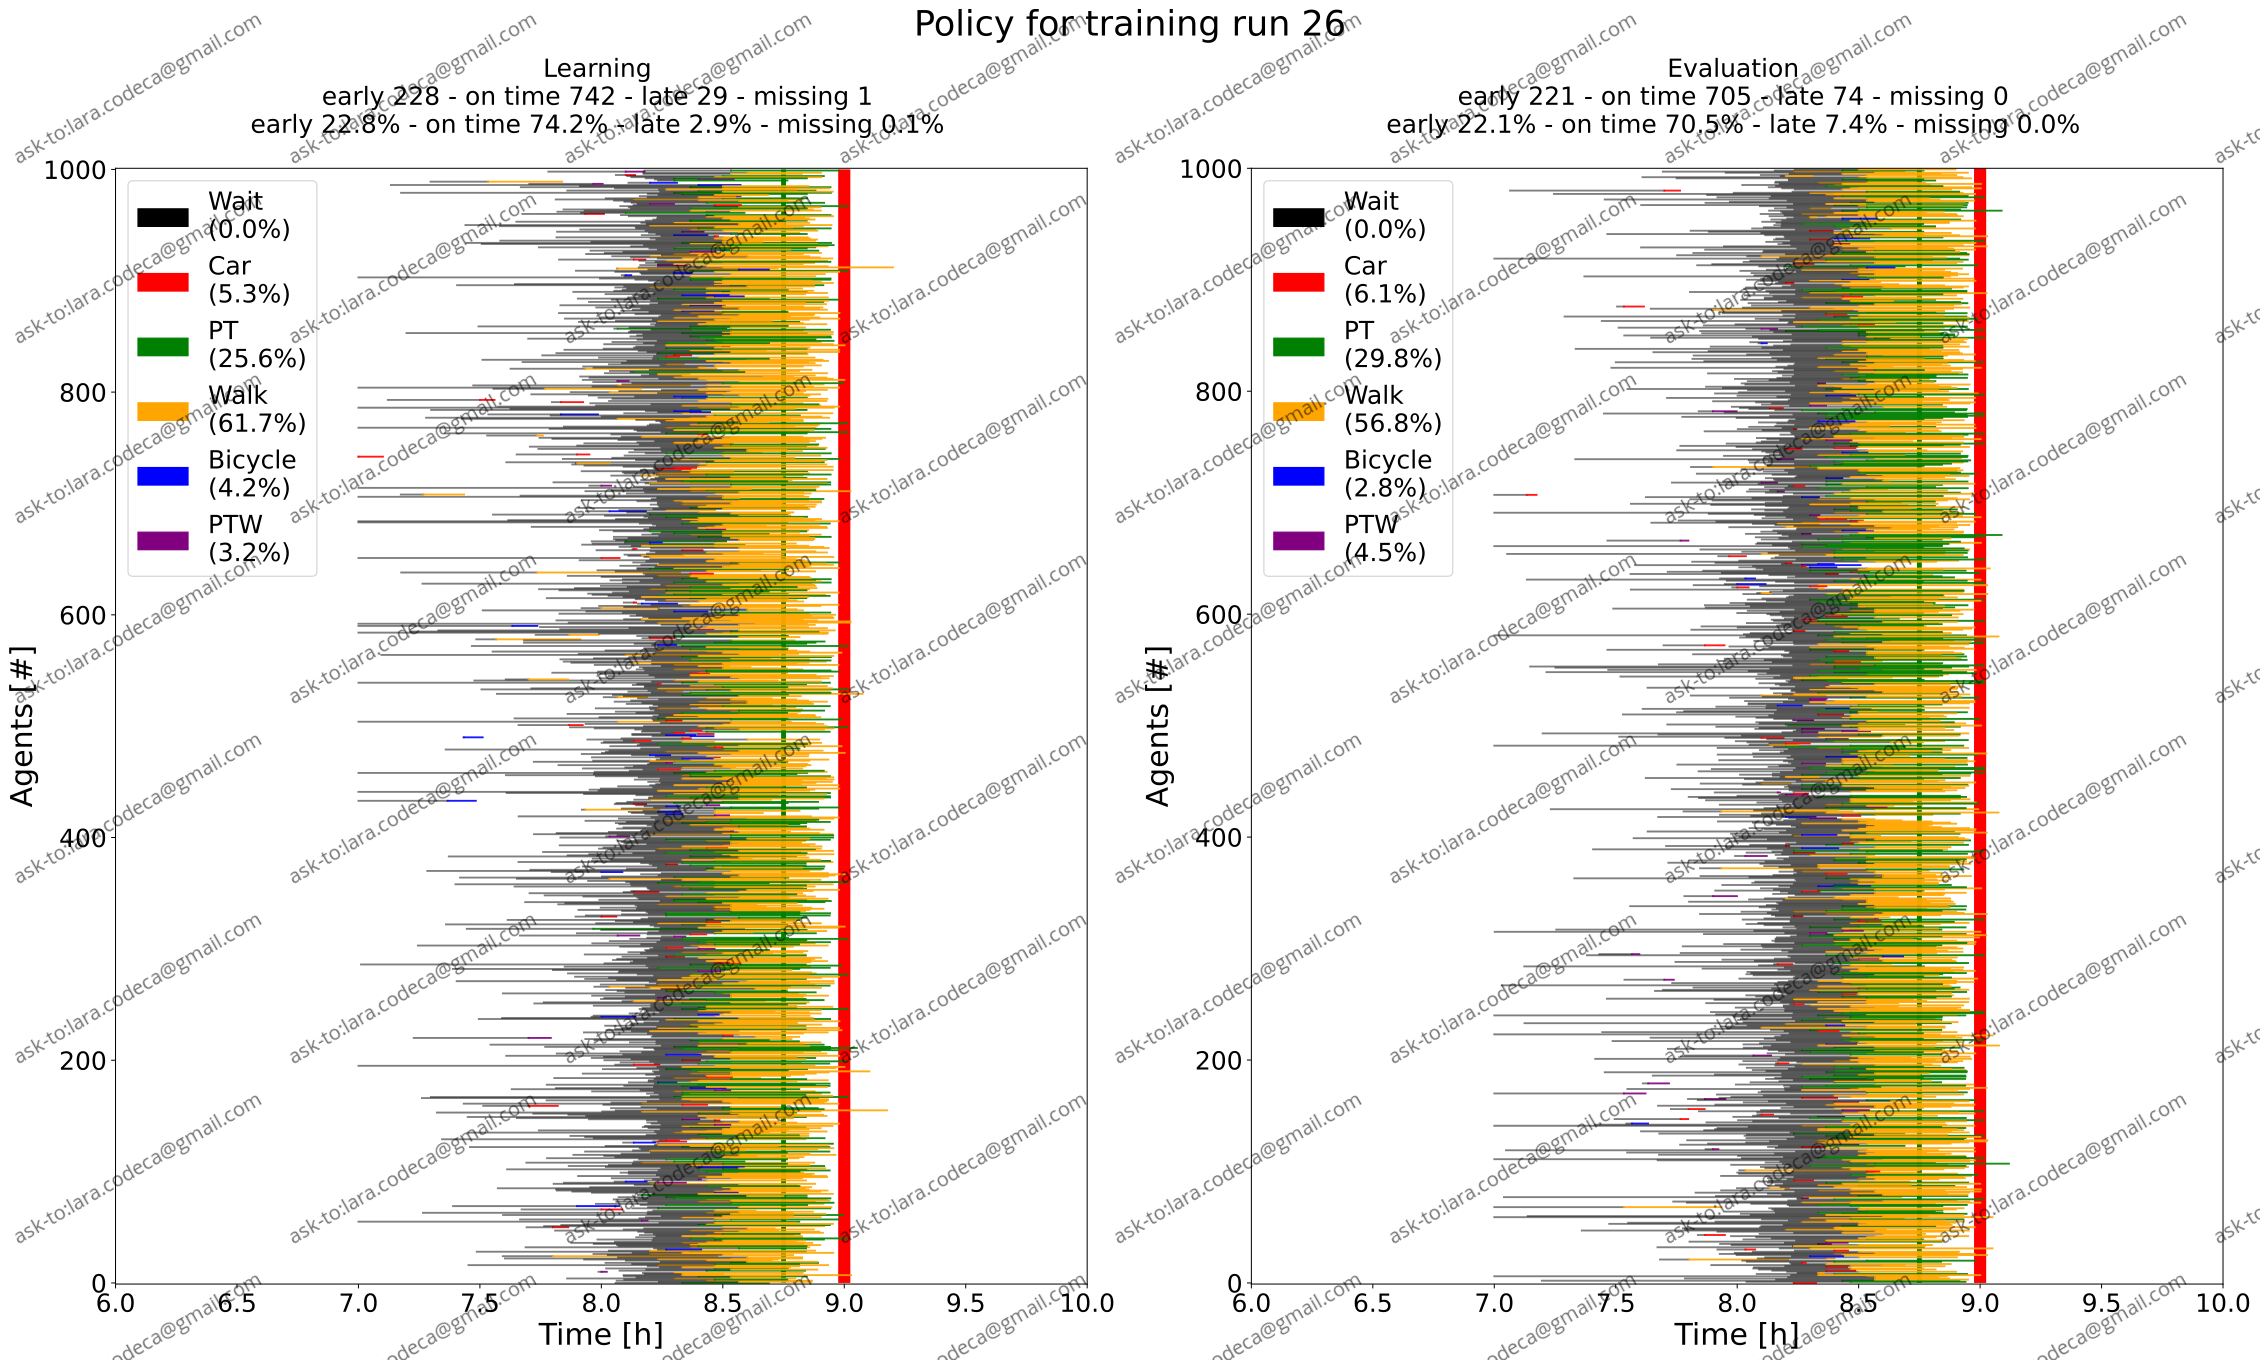 Policy for training run 26
Learning
early 228 - on time 742 - late 29 - missing 1
early 22.8% - on time 74.2% - late 2.9% - missing 0.1%
Agents [#]
1000
800
600
400
200
0
Wait
(0.0%)
Car
(5.3%)
PT
(25.6%)
Walk
(61.7%)
Bicycle
(4.2%)
PTW
(3.2%)
6.0 6.5 7.0 7.5 8.0 8.5 9.0 9.5 10.0
Time [h]
Evaluation
early 221 - on time 705 - late 74 - missing 0
early 22.1% - on time 70.5% - late 7.4% - missing 0.0%
Agents [#]
1000
800
600
400
200
0
Wait
(0.0%)
Car
(6.1%)
PT
(29.8%)
Walk
(56.8%)
Bicycle
(2.8%)
PTW
(4.5%)
6.0 6.5 7.0 7.5 8.0 8.5 9.0 9.5 10.0
Time [h]
ask-to:lara.codeca@gmail.com